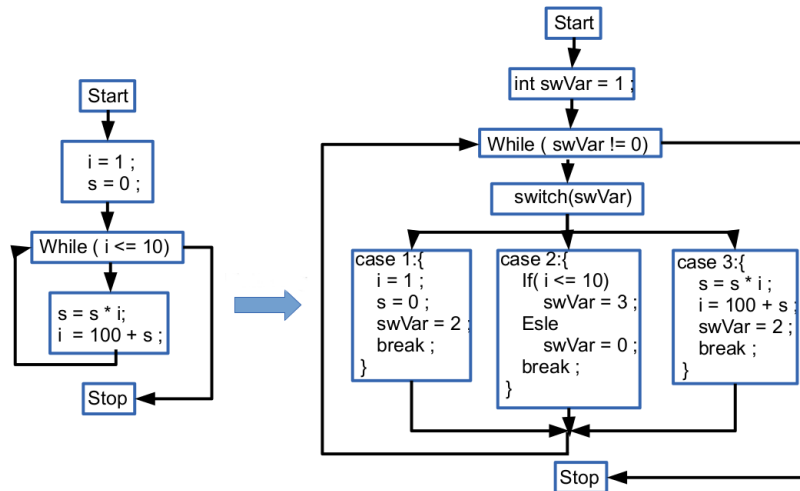 Start
i = 1 ;
s = 0 ;
While ( i <= 10)
s = s * i;
i = 100 + s ;
Stop
Start
int swVar = 1 ;
While ( swVar != 0)
switch(swVar)
case 1:{
i = 1 ;
s = 0 ;
swVar = 2 ;
break ;
}
case 2:{
If( i <= 10)
swVar = 3 ;
Esle
swVar = 0 ;
break ;
}
case 3:{
s = s * i ;
i = 100 + s ;
swVar = 2 ;
break ;
}
Stop